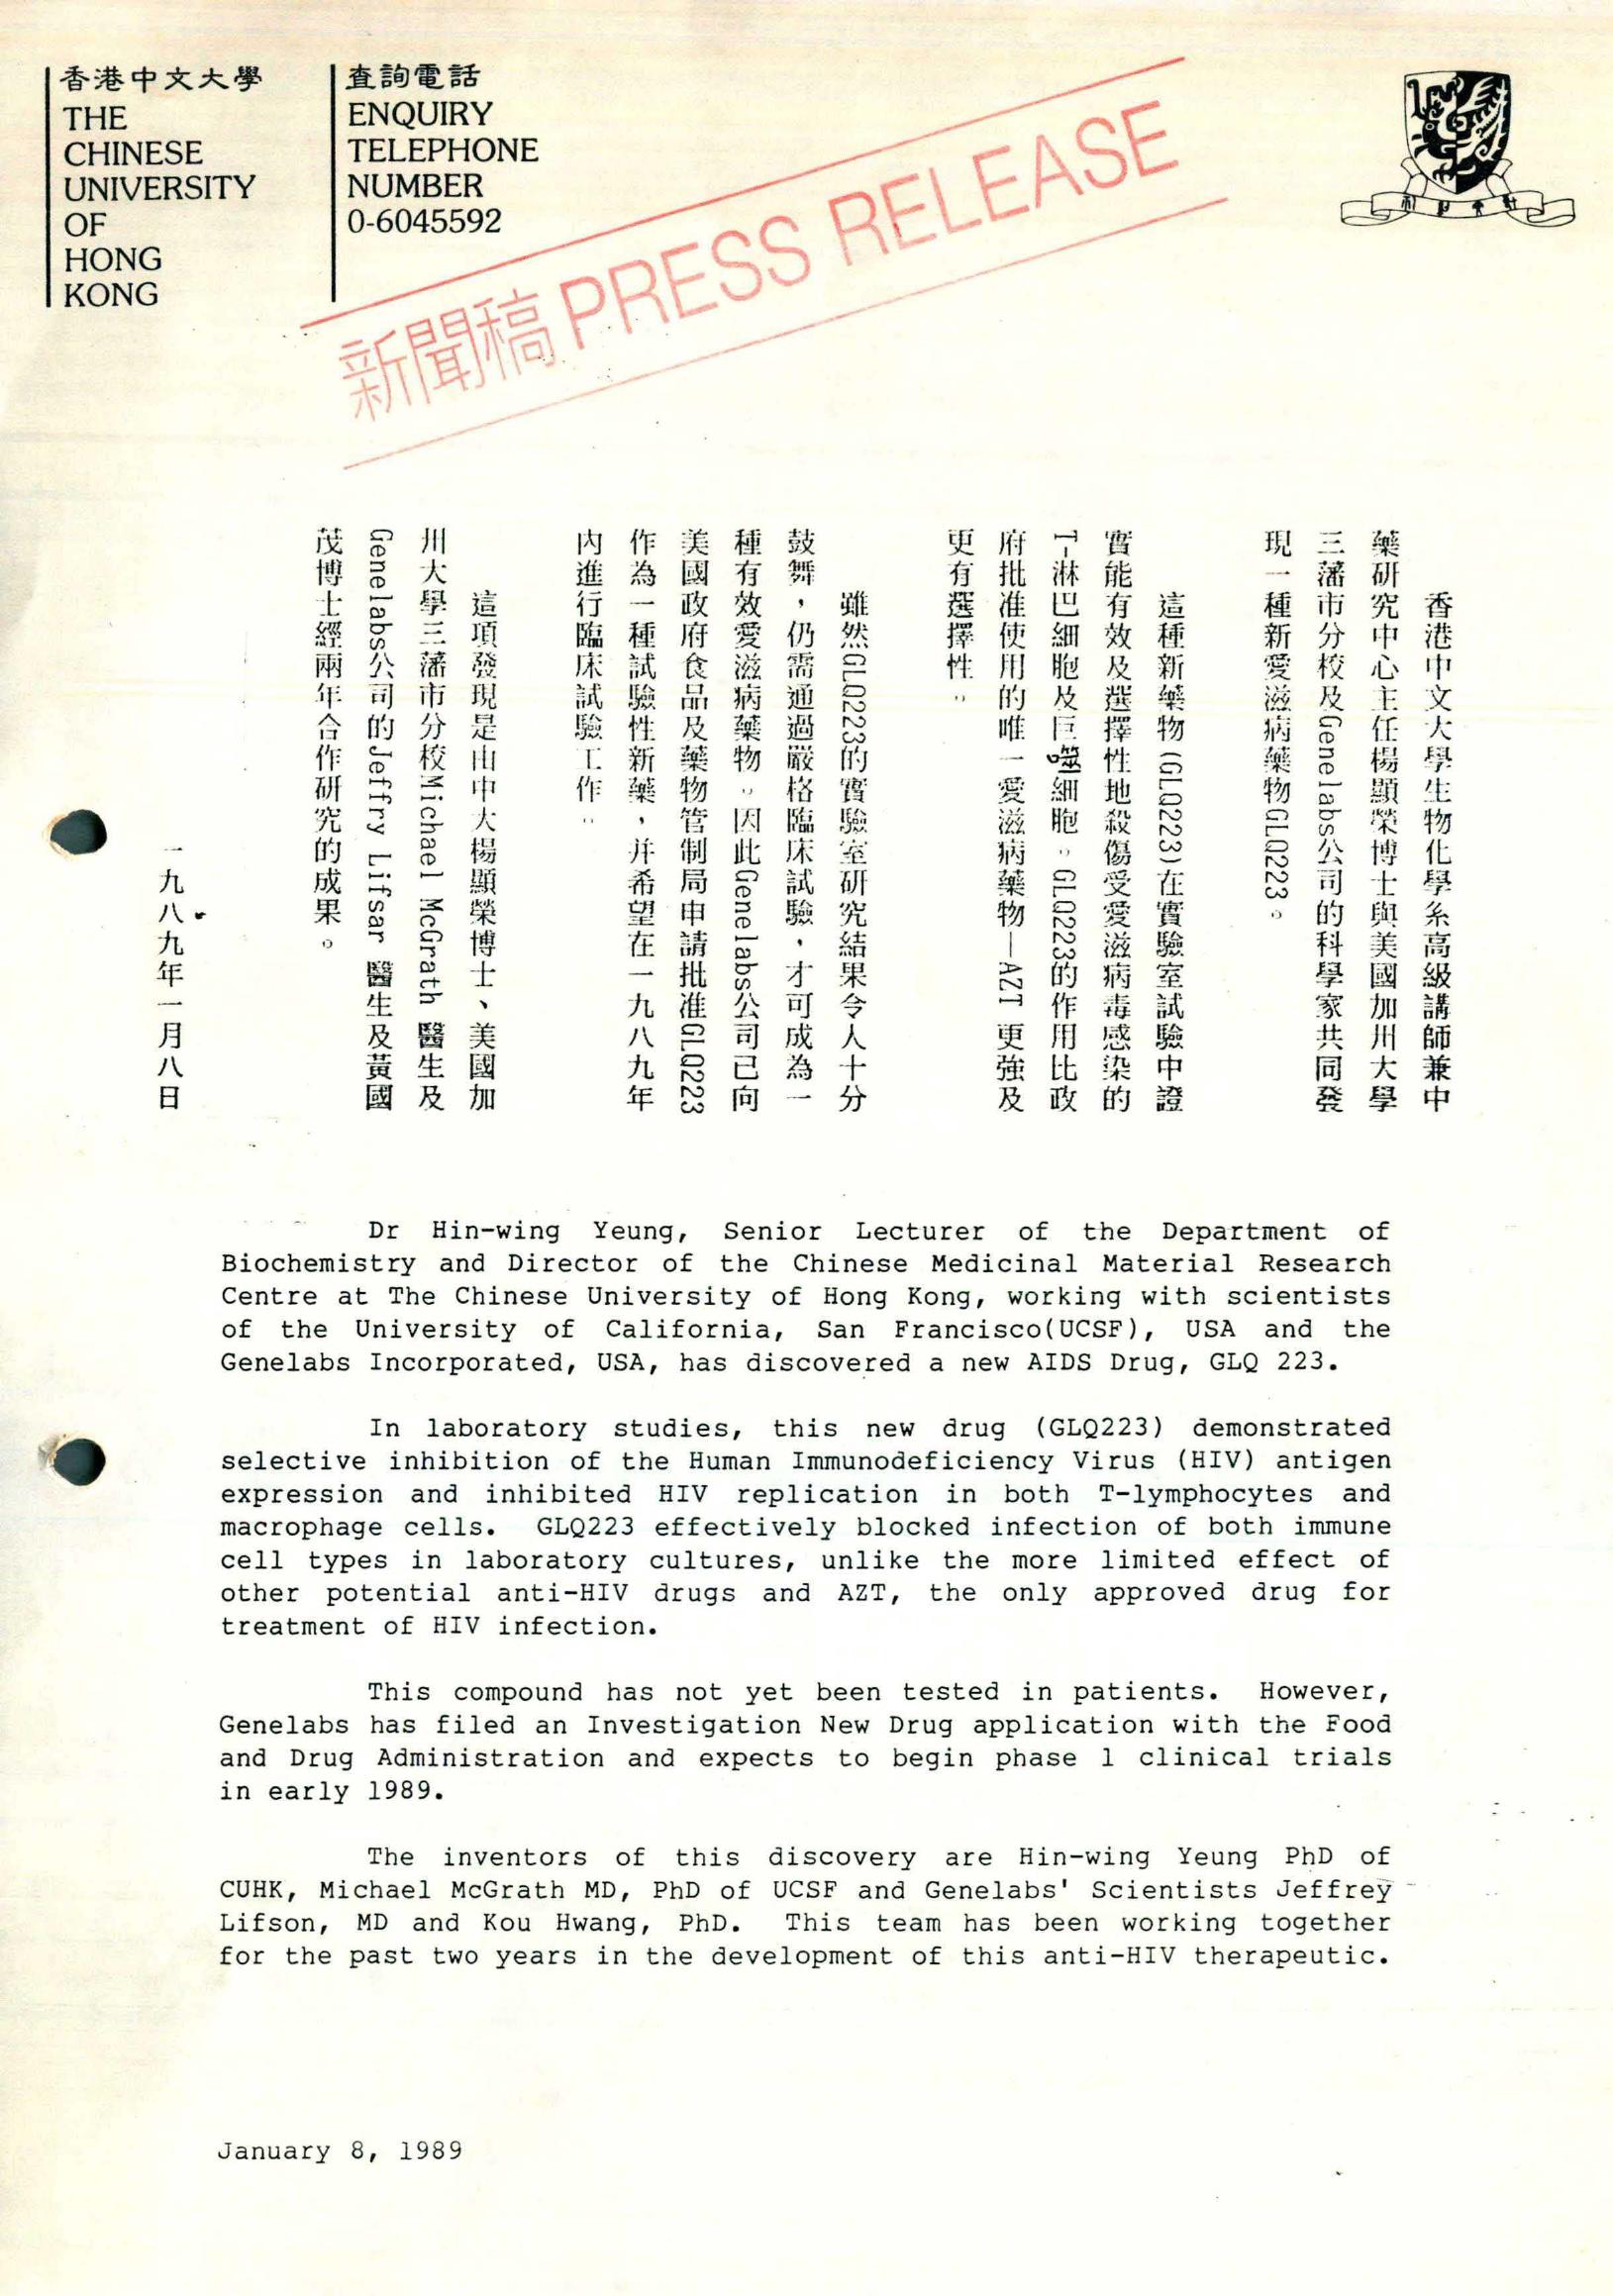 香港中文大學
THE
CHINESE
UNIVERSITY
OF
HONG
KONG
查詢電話
ENQUIRY
TELEPHONE
NUMBER
0-6045592
新聞稿 PRESS RELEASE
香港中文大學生物化學系高級講師兼中
藥研究中心主任楊顯榮博士與美國加州大學
三藩市分校及Genelabs公司的科學家共同發
現一種新愛滋病藥物GLQ223。
這種新藥物(GLQ223)在實驗室試驗中證
實能有效及選擇性地殺傷受愛滋病毒感染的
T-淋巴細胞及巨噬細胞。GLQ223的作用比政
府批准使用的唯一愛滋病藥物—AZT 更強及
更有選擇性。
雖然GLQ223的實驗室研究結果令人十分
鼓舞，仍需通過嚴格臨床試驗，才可成為一
種有效愛滋病藥物。因此Genelabs公司已向
美國政府食品及藥物管制局申請批准GLQ223
作為一種試驗性新藥，并希望在一九八九年
內進行臨床試驗工作。
這項發現是由中大楊顯榮博士、美國加
州大學三藩市分校Michael McGrath 醫生及
Genelabs公司的Jeffry Lifsar 醫生及黃國
茂博士經兩年合作研究的成果。
一九八九年一月八日
Dr Hin-wing Yeung, Senior Lecturer of the Department of
Biochemistry and Director of the Chinese Medicinal Material Research
Centre at The Chinese University of Hong Kong, working with scientists
of the University of California, San Francisco(UCSF), USA and the
Genelabs Incorporated, USA, has discovered a new AIDS Drug, GLQ 223.
In laboratory studies, this new drug (GLQ223) demonstrated
selective inhibition of the Human Immunodeficiency Virus (HIV) antigen
expression and inhibited HIV replication in both T-lymphocytes and
macrophage cells. GLQ223 effectively blocked infection of both immune
cell types in laboratory cultures, unlike the more limited effect of
other potential anti-HIV drugs and AZT, the only approved drug for
treatment of HIV infection.
This compound has not yet been tested in patients. However,
Genelabs has filed an Investigation New Drug application with the Food
and Drug Administration and expects to begin phase 1 clinical trials
in early 1989.
The inventors of this discovery are Hin-wing Yeung PhD of
CUHK, Michael McGrath MD, PhD of UCSF and Genelabs' Scientists Jeffrey
Lifson, MD and Kou Hwang, PhD. This team has been working together
for the past two years in the development of this anti-HIV therapeutic.
January 8, 1989